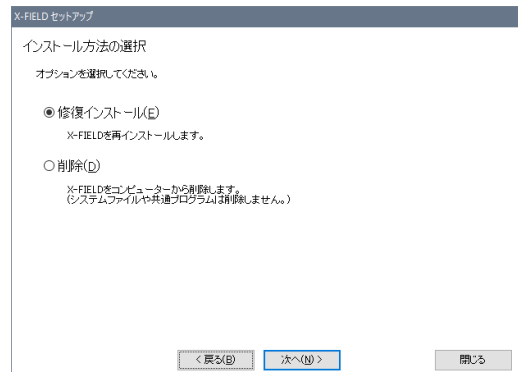 X-FIELD セットアップ
インストール方法の選択
オプションを選択してください。
修復インストール(E)
X-FIELDを再インストールします。
削除(D)
X-FIELDをコンピューターから削除します。
(システムファイルや共通プログラムは削除しません。)
< 戻る(B)
次へ(N) >
閉じる